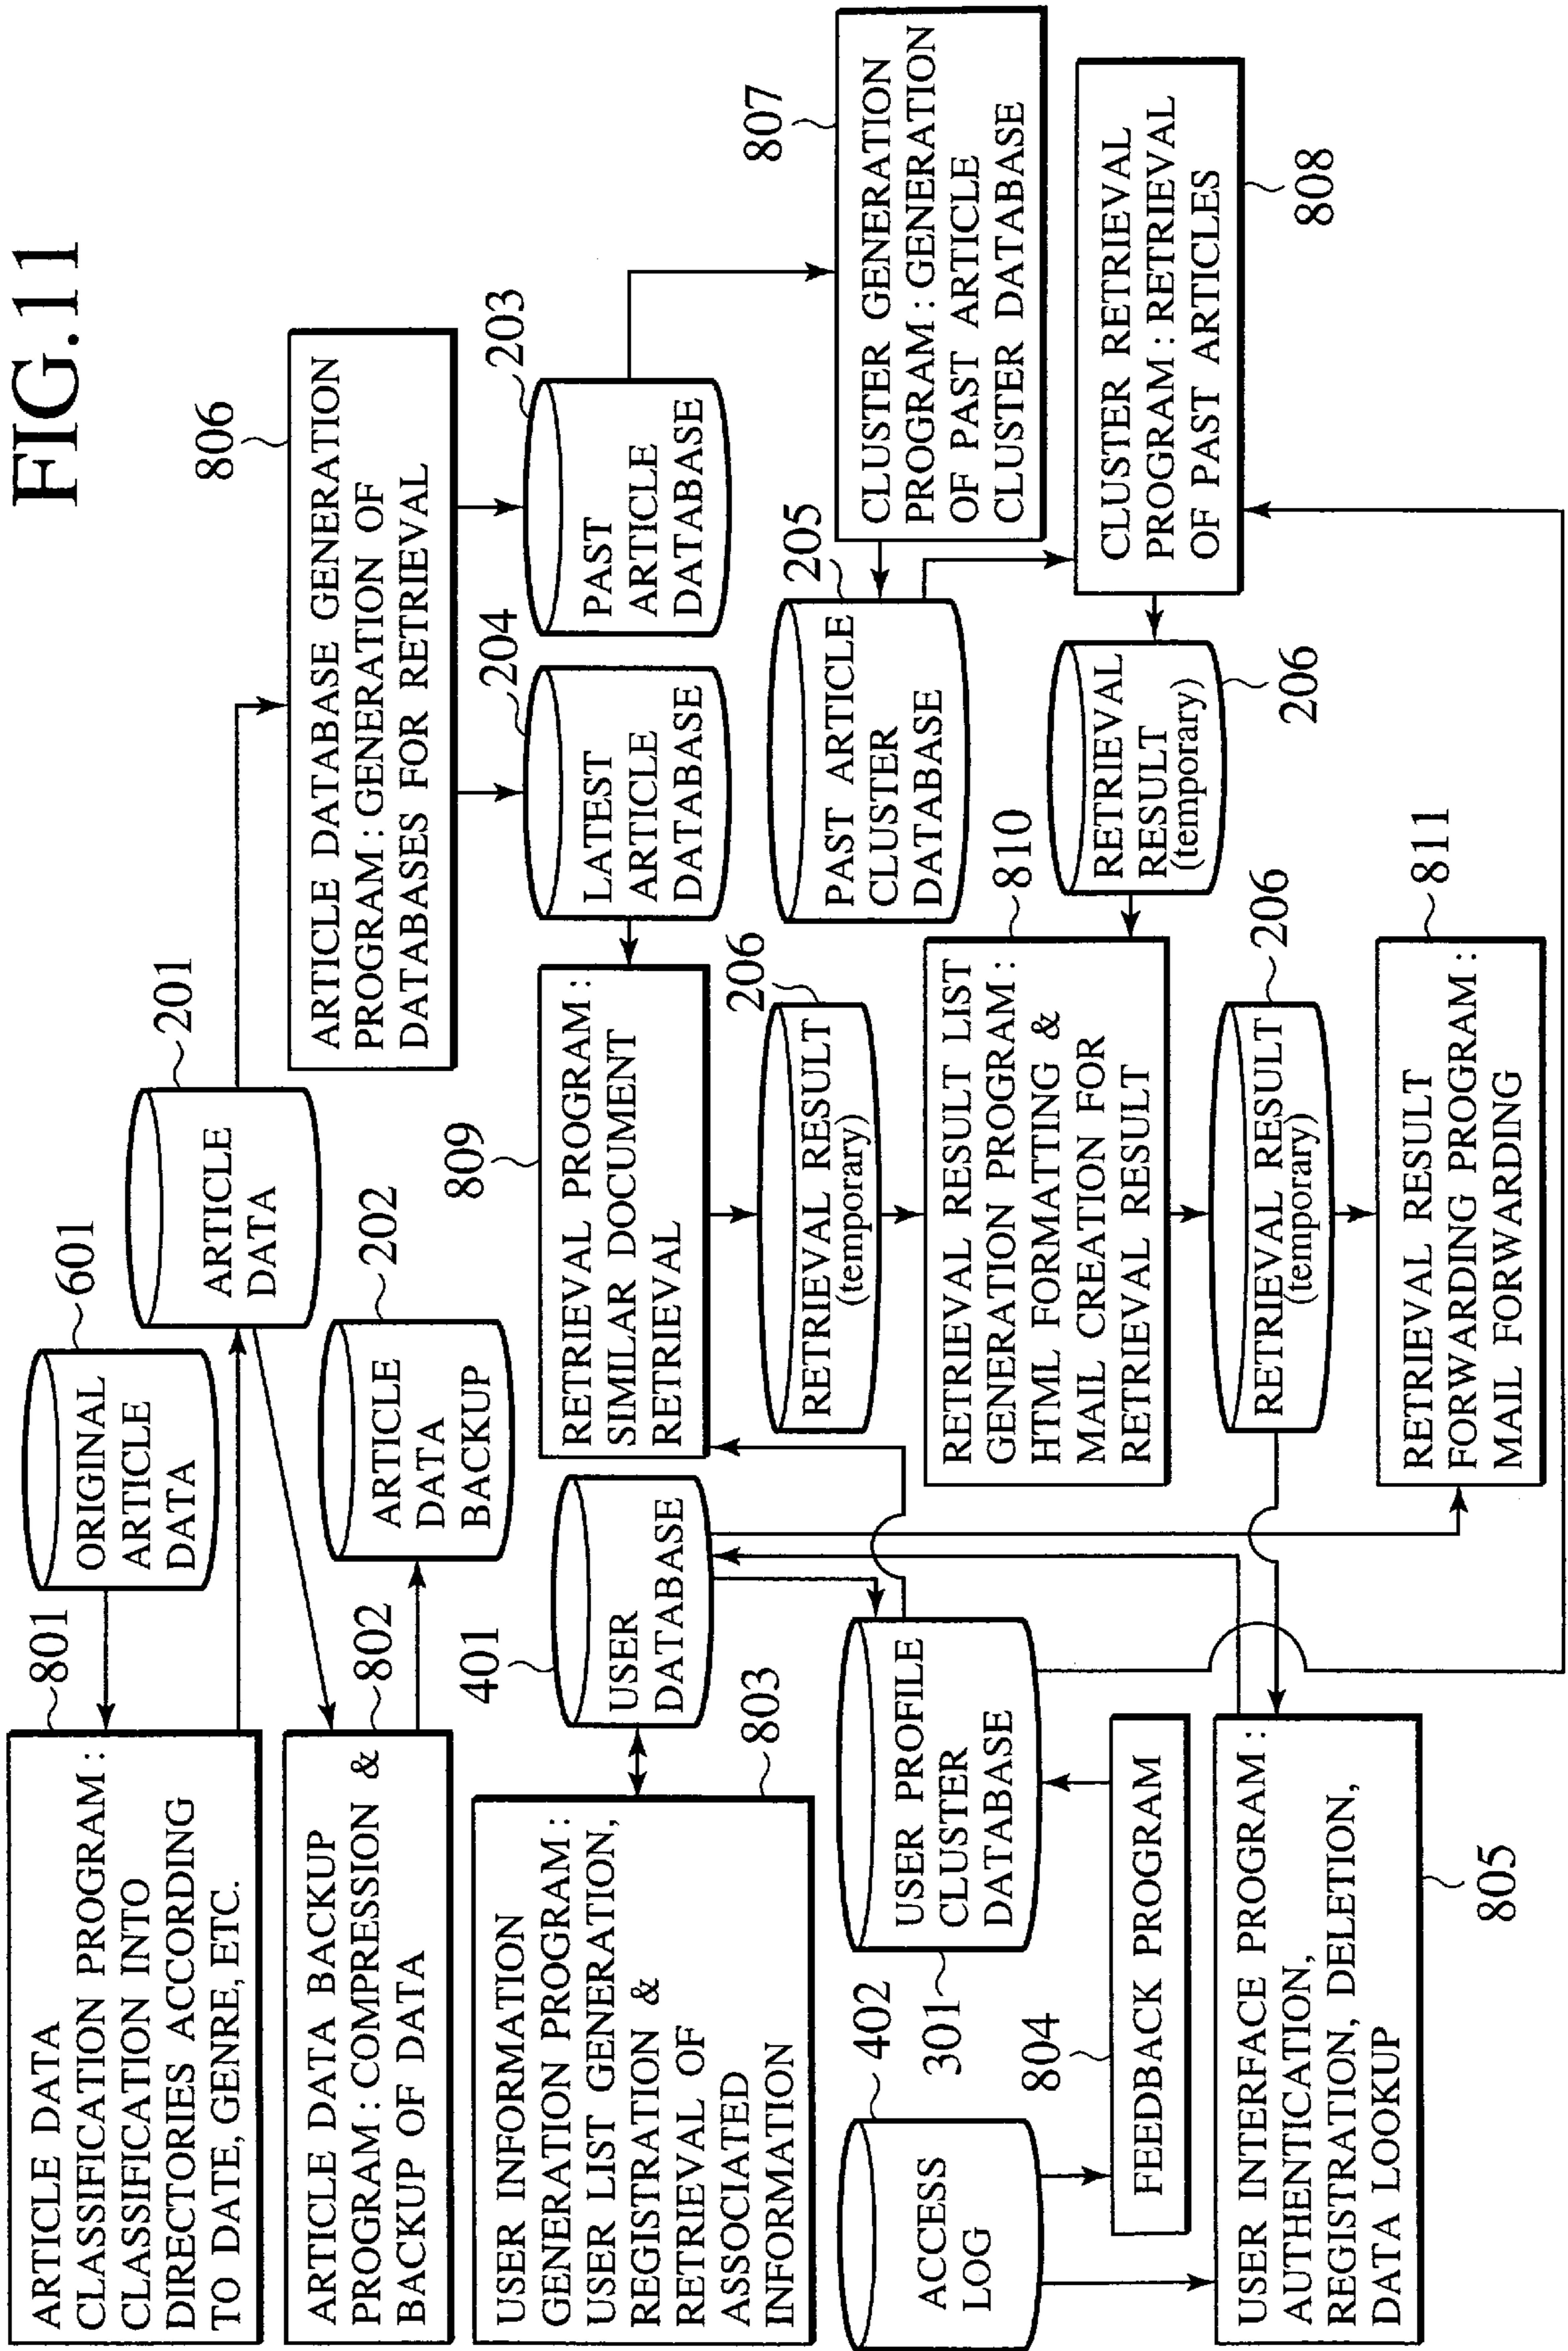 FIG.11
801
ARTICLE DATA
CLASSIFICATION PROGRAM :
CLASSIFICATION INTO
DIRECTORIES ACCORDING
TO DATE, GENRE, ETC.
601
ORIGINAL
ARTICLE
DATA
201
ARTICLE
DATA
802
ARTICLE DATA BACKUP
PROGRAM : COMPRESSION &
BACKUP OF DATA
202
ARTICLE
DATA
BACKUP
806
ARTICLE DATABASE GENERATION
PROGRAM : GENERATION OF
DATABASES FOR RETRIEVAL
803
USER INFORMATION
GENERATION PROGRAM :
USER LIST GENERATION,
REGISTRATION &
RETRIEVAL OF
ASSOCIATED
INFORMATION
401
USER
DATABASE
809
RETRIEVAL PROGRAM :
SIMILAR DOCUMENT
RETRIEVAL
204
LATEST
ARTICLE
DATABASE
203
PAST
ARTICLE
DATABASE
402
ACCESS
LOG
301
USER PROFILE
CLUSTER
DATABASE
206
RETRIEVAL RESULT
(temporary)
205
PAST ARTICLE
CLUSTER
DATABASE
807
CLUSTER GENERATION
PROGRAM : GENERATION
OF PAST ARTICLE
CLUSTER DATABASE
804
FEEDBACK PROGRAM
810
RETRIEVAL RESULT LIST
GENERATION PROGRAM :
HTML FORMATTING &
MAIL CREATION FOR
RETRIEVAL RESULT
RETRIEVAL
RESULT
(temporary)
206
CLUSTER RETRIEVAL
PROGRAM : RETRIEVAL
OF PAST ARTICLES
808
USER INTERFACE PROGRAM :
AUTHENTICATION,
REGISTRATION, DELETION,
DATA LOOKUP
805
206
RETRIEVAL RESULT
(temporary)
811
RETRIEVAL RESULT
FORWARDING PROGRAM :
MAIL FORWARDING